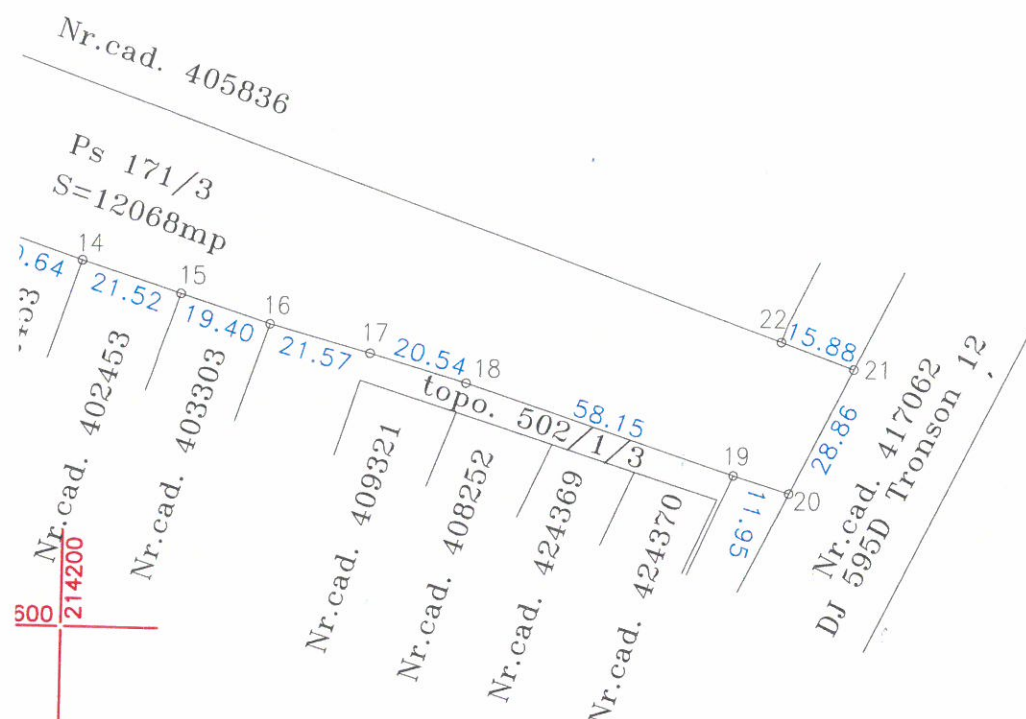 Nr.cad. 405836
Ps 171/3
S=12068mp
14
21.52
15
19.40
16
21.57
17
20.54
18
58.15
19
11.95
20
28.86
21
15.88
22
topo. 502/1/3
Nr.cad. 402453
Nr.cad. 403303
Nr.cad. 409321
Nr.cad. 408252
Nr.cad. 424369
Nr.cad. 424370
Nr.cad. 417062
DJ 595D Tronson 12
600
214200